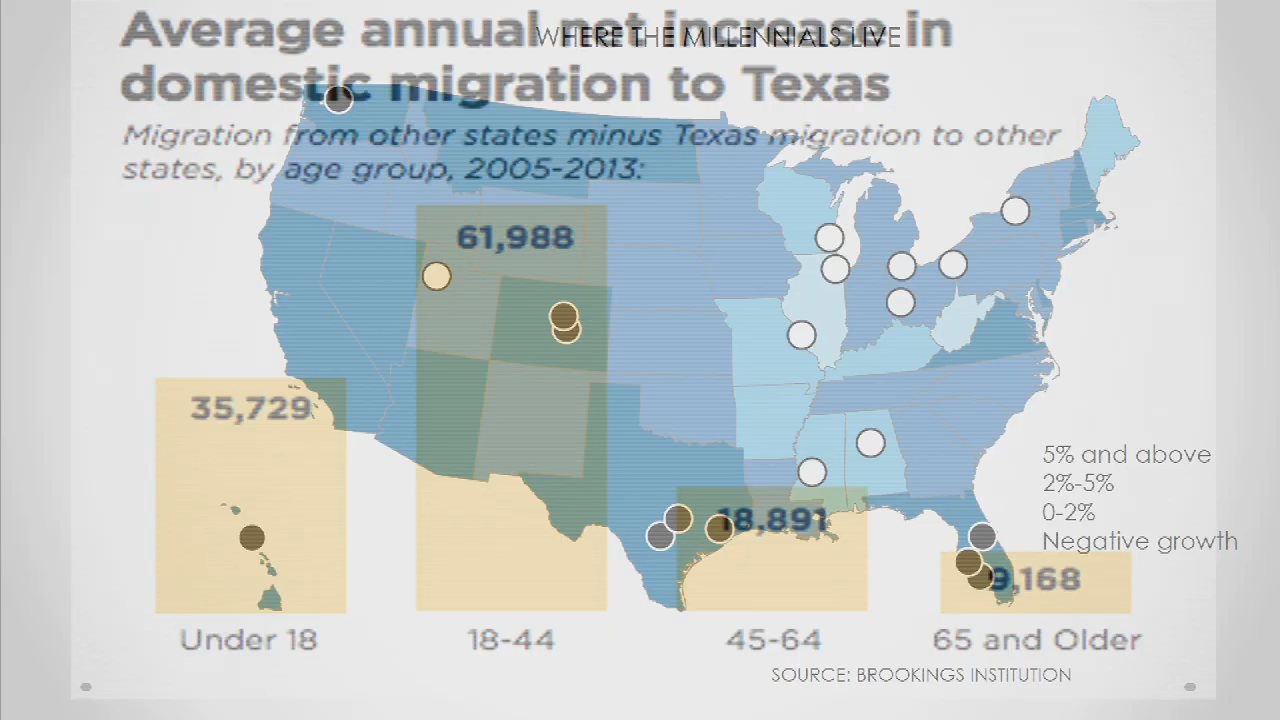 Average annual net increase in
WHERE THE MILLENNIALS LIVE
domestic migration to Texas
Migration from other states minus Texas migration to other
states, by age group, 2005-2013:
61,988
35,729
18,891
9,168
5% and above
2%-5%
0-2%
Negative growth
Under 18
18-44
45-64
65 and Older
SOURCE: BROOKINGS INSTITUTION